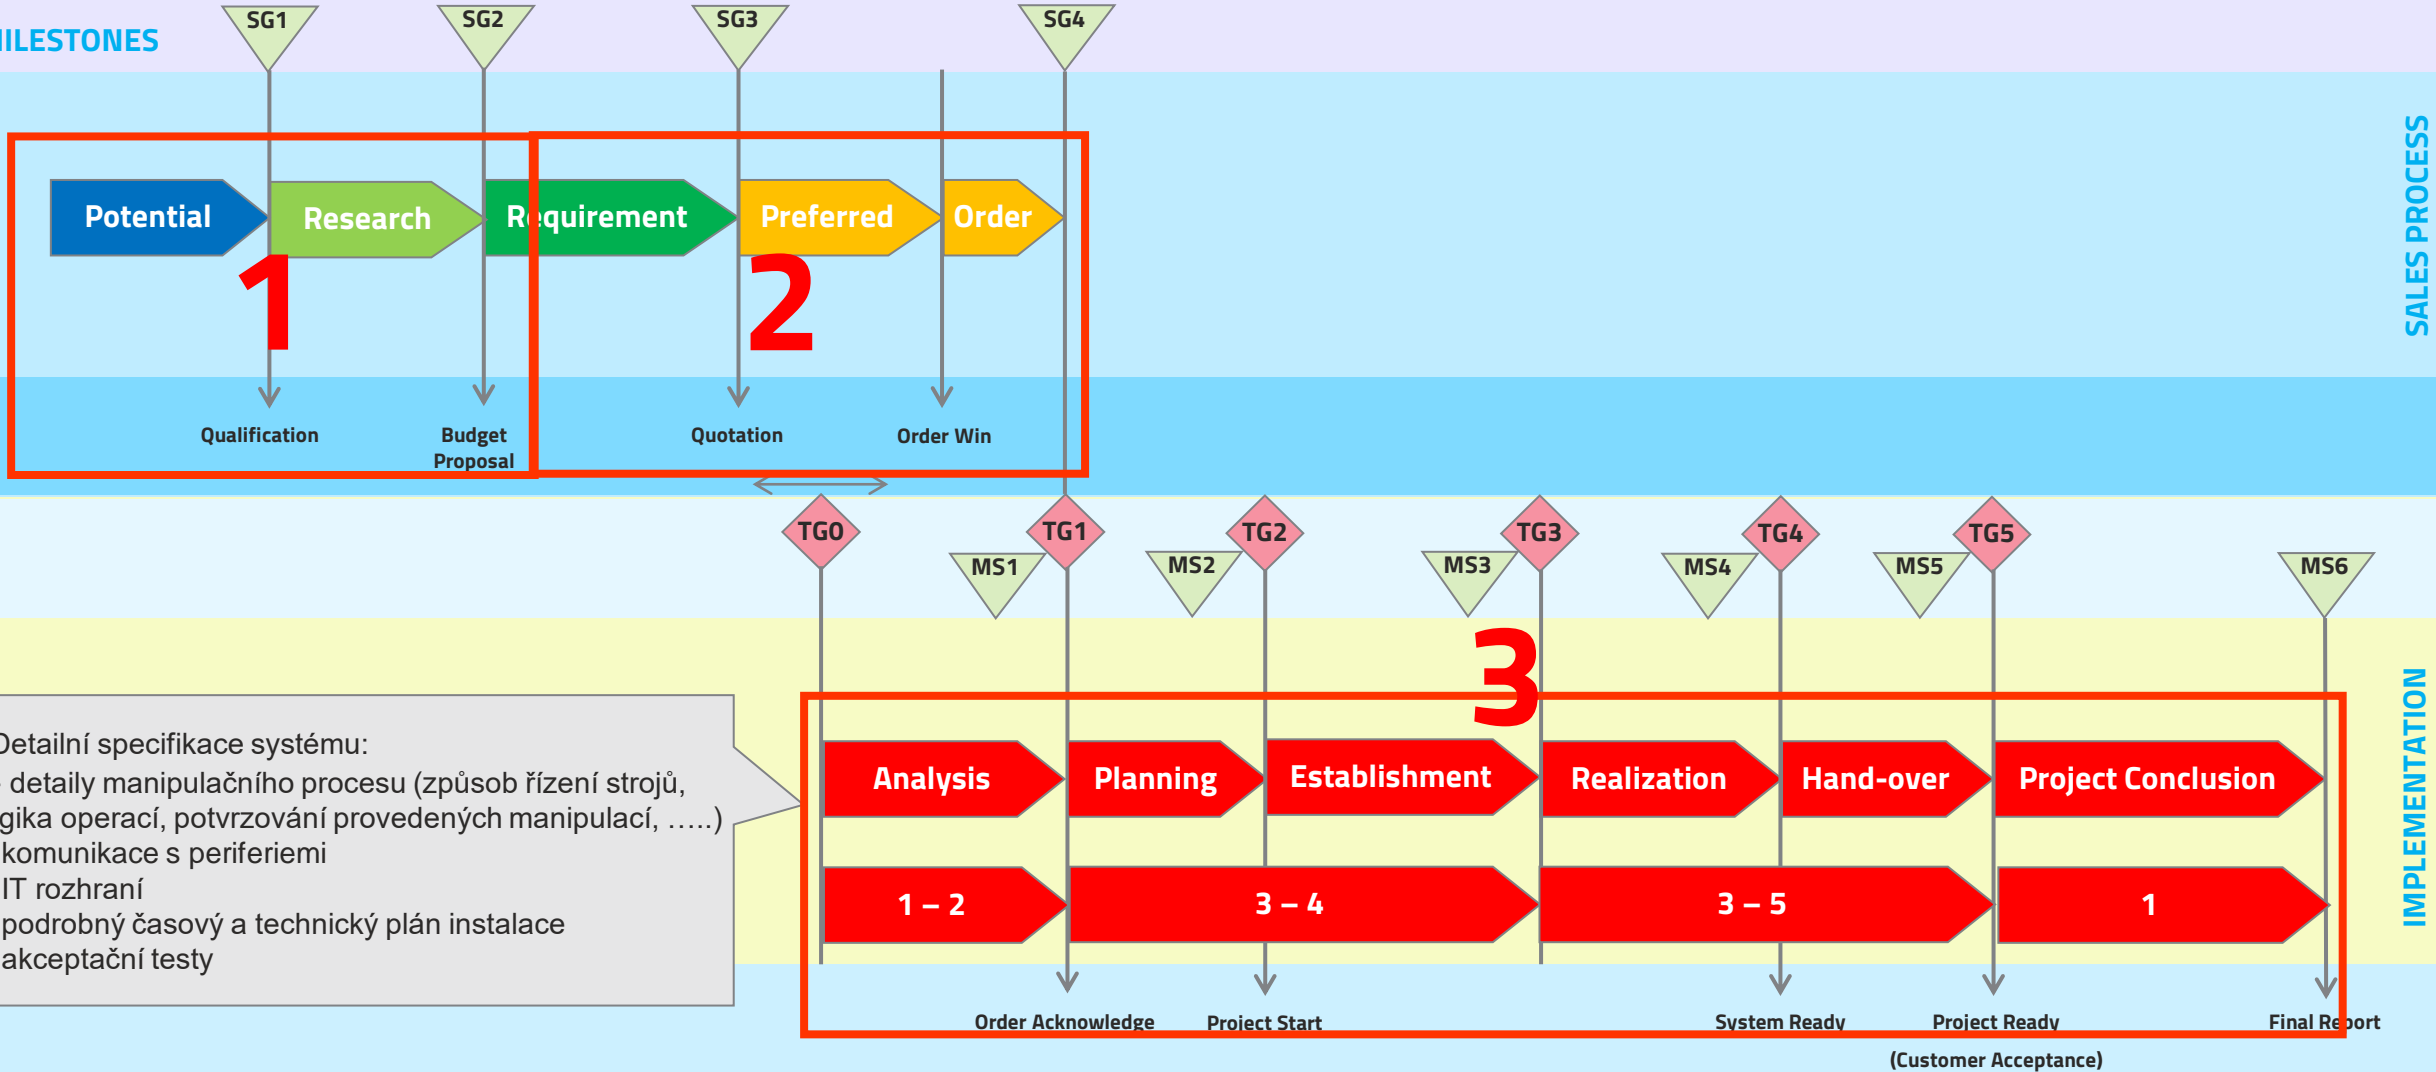 SG1 SG2 SG3 SG4
MILESTONES
SALES PROCESS
Potential Research Requirement Preferred Order
1 2
Qualification Budget Quotation Order Win
Proposal
TG0 TG1 TG2 TG3 TG4 TG5
MS1 MS2 MS3 MS4 MS5 MS6
3
IMPLEMENTATION
Detailní specifikace systému:
- detaily manipulačního procesu (způsob řízení strojů,
gika operací, potvrzování provedených manipulací, …..)
komunikace s periferiemi
IT rozhraní
podrobný časový a technický plán instalace
akceptační testy
Analysis Planning Establishment Realization Hand-over Project Conclusion
1 – 2 3 – 4 3 – 5 1
Order Acknowledge Project Start System Ready Project Ready Final Report
(Customer Acceptance)